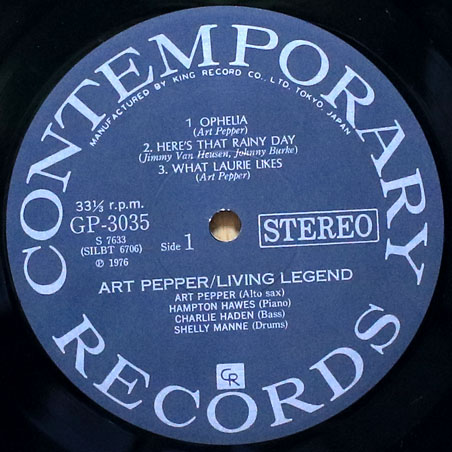 CONTEMPORARY
MANUFACTURED BY KING RECORD CO., LTD. TOKYO, JAPAN
1 OPHELIA
(Art Pepper)
2. HERE'S THAT RAINY DAY
(Jimmy Van Heusen, Johnny Burke)
3. WHAT LAURIE LIKES
(Art Pepper)
33⅓ r.p.m.
GP-3035
S 7633
(SILBT 6706)
Ⓟ 1976
Side 1
STEREO
ART PEPPER/LIVING LEGEND
ART PEPPER (Alto sax)
HAMPTON HAWES (Piano)
CHARLIE HADEN (Bass)
SHELLY MANNE (Drums)
CR
RECORDS